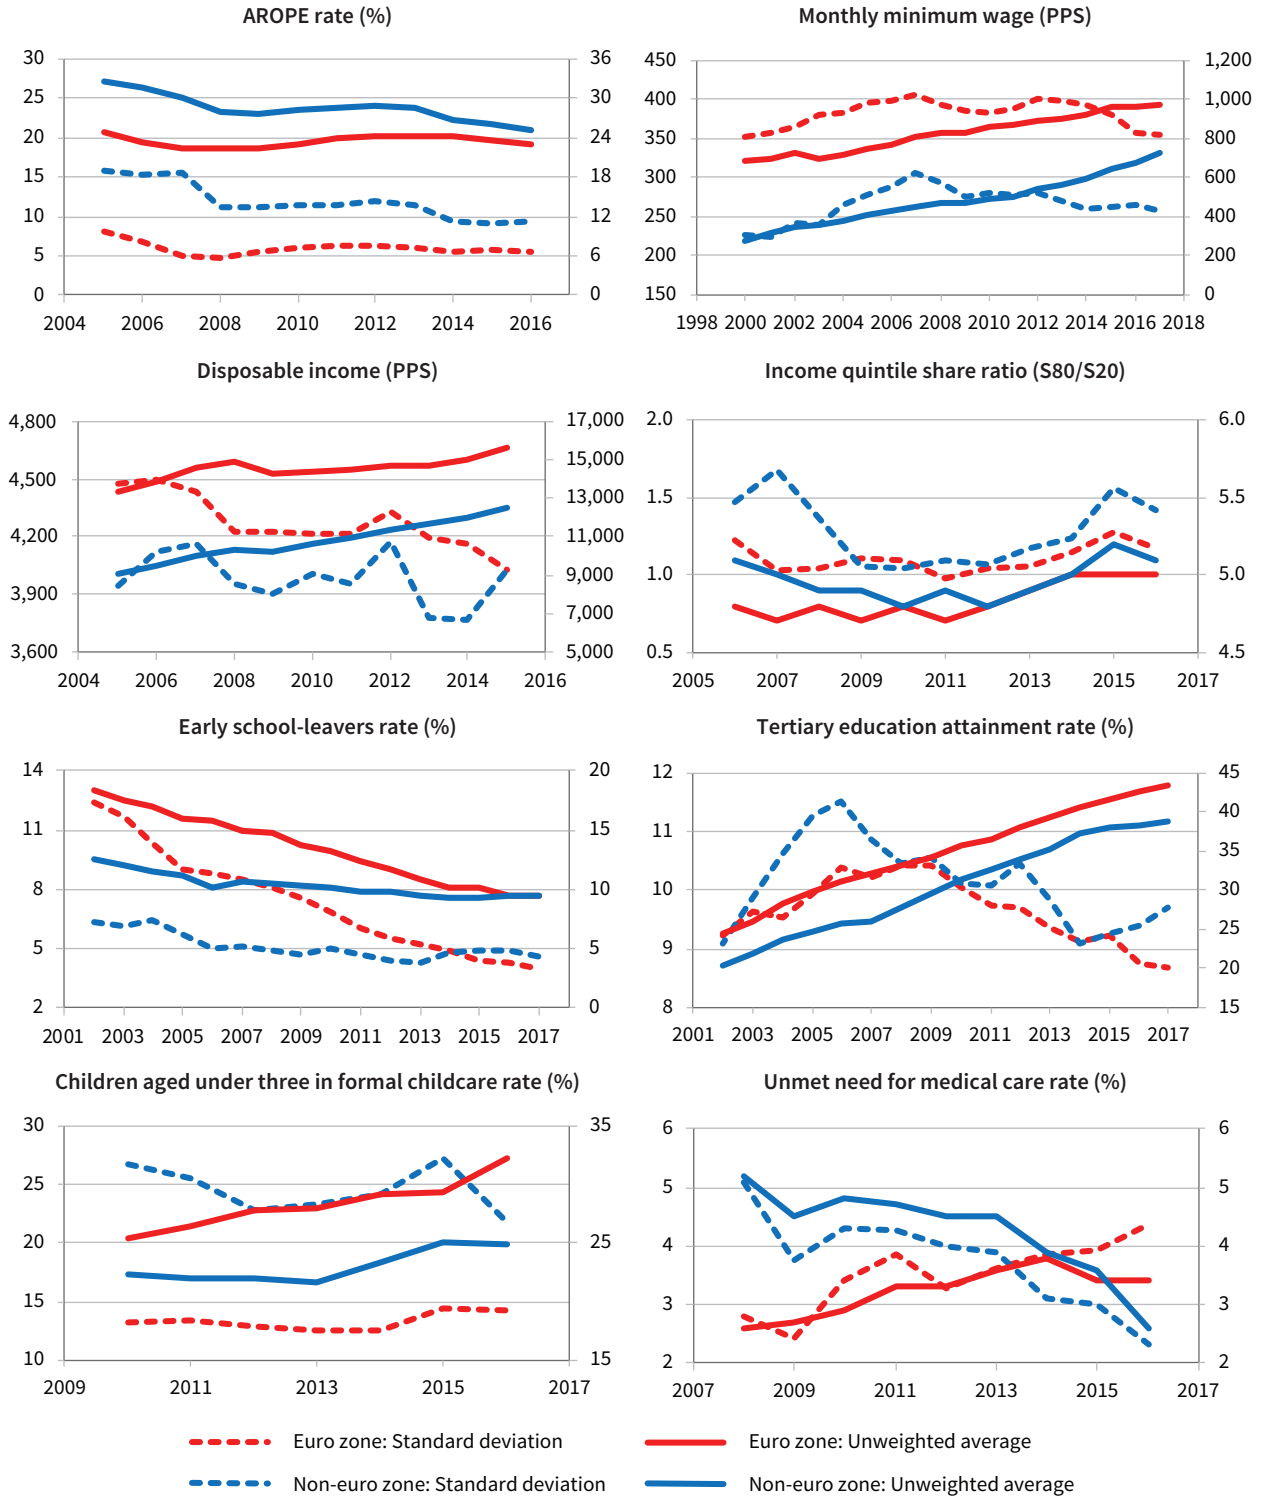 AROPE rate (%)
30 36
25 30
20 24
15 18
10 12
5 6
0 0
2004 2006 2008 2010 2012 2014 2016
Monthly minimum wage (PPS)
450 1,200
400 1,000
350 800
300 600
250 400
200 200
150 0
1998 2000 2002 2004 2006 2008 2010 2012 2014 2016 2018
Disposable income (PPS)
4,800 17,000
15,000
4,500
13,000
4,200 11,000
9,000
3,900
7,000
3,600 5,000
2004 2006 2008 2010 2012 2014 2016
Income quintile share ratio (S80/S20)
2.0 6.0
1.5 5.5
1.0 5.0
0.5 4.5
2005 2007 2009 2011 2013 2015 2017
Early school-leavers rate (%)
14 20
11 15
8 10
5 5
2 0
2001 2003 2005 2007 2009 2011 2013 2015 2017
Tertiary education attainment rate (%)
12 45
40
11 35
10 30
25
9
20
8 15
2001 2003 2005 2007 2009 2011 2013 2015 2017
Children aged under three in formal childcare rate (%)
30 35
25
20 25
15
10 15
2009 2011 2013 2015 2017
Unmet need for medical care rate (%)
6 6
5 5
4 4
3 3
2 2
2007 2009 2011 2013 2015 2017
Euro zone: Standard deviation
Euro zone: Unweighted average
Non-euro zone: Standard deviation
Non-euro zone: Unweighted average